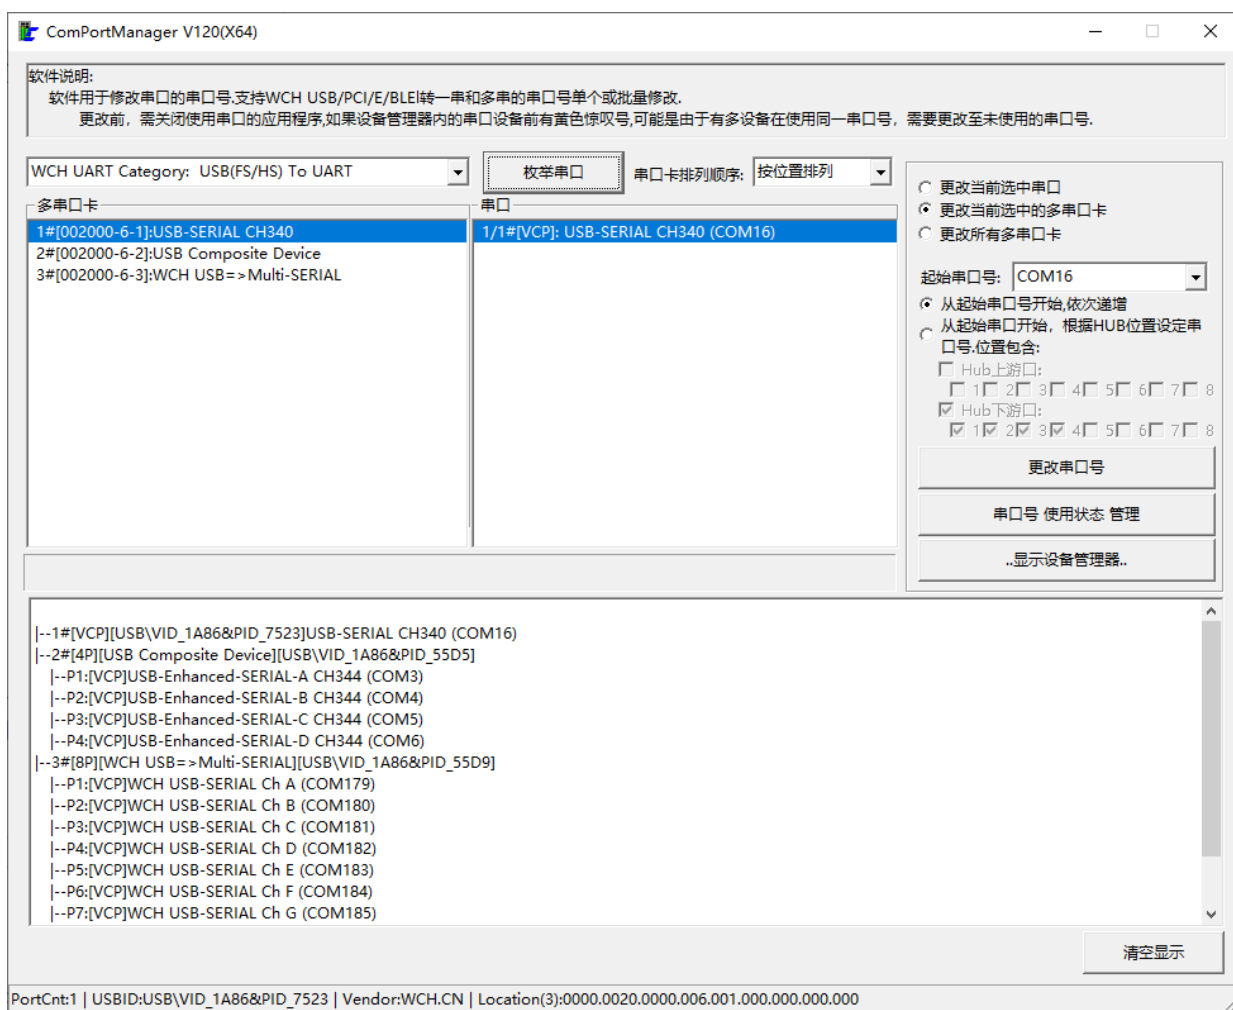 ComPortManager V120(X64)
软件说明:
软件用于修改串口的串口号.支持WCH USB/PCI/E/BLE|转一串和多串的串口号单个或批量修改.
更改前，需关闭使用串口的应用程序,如果设备管理器内的串口设备前有黄色惊叹号,可能是由于有多设备在使用同一串口号，需要更改至未使用的串口号.
WCH UART Category: USB(FS/HS) To UART
枚举串口
串口卡排列顺序:
按位置排列
多串口卡
1#[002000-6-1]:USB-SERIAL CH340
2#[002000-6-2]:USB Composite Device
3#[002000-6-3]:WCH USB=>Multi-SERIAL
串口
1/1#[VCP]: USB-SERIAL CH340 (COM16)
更改当前选中串口
更改当前选中的多串口卡
更改所有多串口卡
起始串口号: COM16
从起始串口号开始,依次递增
从起始串口开始，根据HUB位置设定串
口号.位置包含:
Hub上游口:
1 2 3 4 5 6 7 8
Hub下游口:
1 2 3 4 5 6 7 8
更改串口号
串口号 使用状态 管理
..显示设备管理器..
|--1#[VCP][USB\VID_1A86&PID_7523]USB-SERIAL CH340 (COM16)
|--2#[4P][USB Composite Device][USB\VID_1A86&PID_55D5]
|--P1:[VCP]USB-Enhanced-SERIAL-A CH344 (COM3)
|--P2:[VCP]USB-Enhanced-SERIAL-B CH344 (COM4)
|--P3:[VCP]USB-Enhanced-SERIAL-C CH344 (COM5)
|--P4:[VCP]USB-Enhanced-SERIAL-D CH344 (COM6)
|--3#[8P][WCH USB=>Multi-SERIAL][USB\VID_1A86&PID_55D9]
|--P1:[VCP]WCH USB-SERIAL Ch A (COM179)
|--P2:[VCP]WCH USB-SERIAL Ch B (COM180)
|--P3:[VCP]WCH USB-SERIAL Ch C (COM181)
|--P4:[VCP]WCH USB-SERIAL Ch D (COM182)
|--P5:[VCP]WCH USB-SERIAL Ch E (COM183)
|--P6:[VCP]WCH USB-SERIAL Ch F (COM184)
|--P7:[VCP]WCH USB-SERIAL Ch G (COM185)
清空显示
PortCnt:1 | USBID:USB\VID_1A86&PID_7523 | Vendor:WCH.CN | Location(3):0000.0020.0000.006.001.000.000.000.000